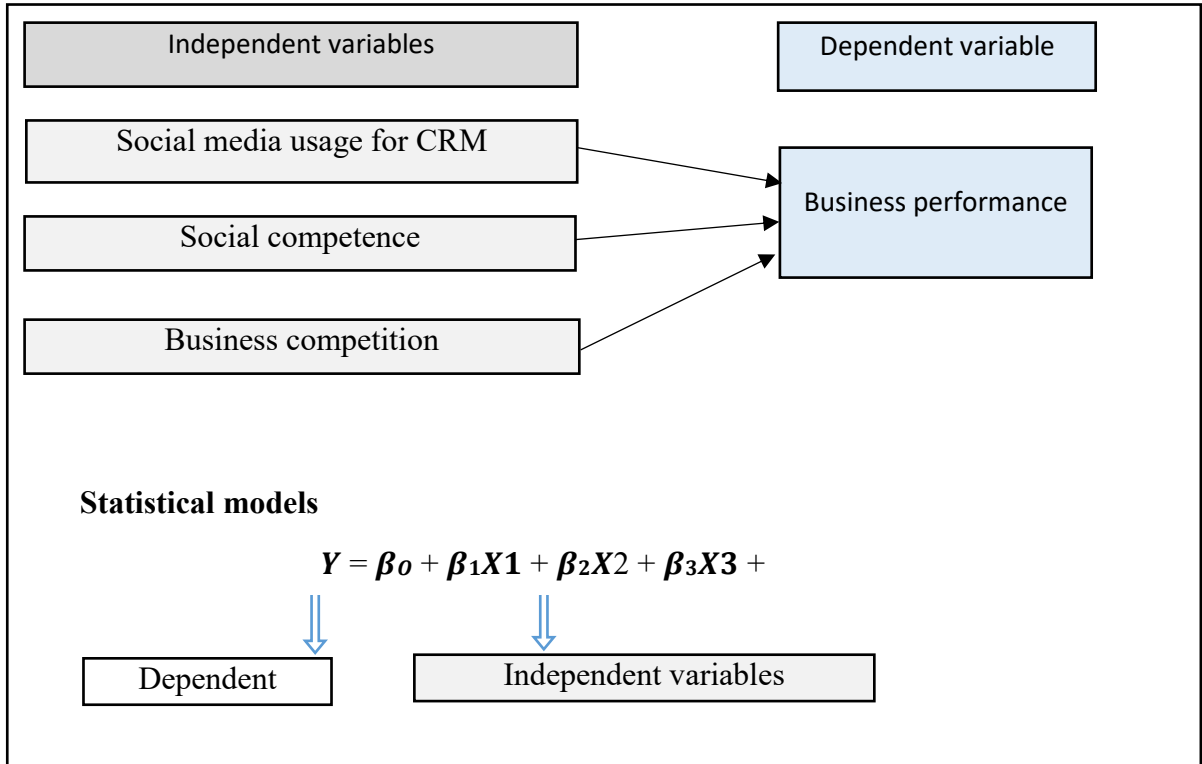 Independent variables
Dependent variable
Social media usage for CRM
Business performance
Social competence
Business competition
Statistical models
Y = βo + β₁X1 + β₂X2 + β₃X3 +
Dependent
Independent variables